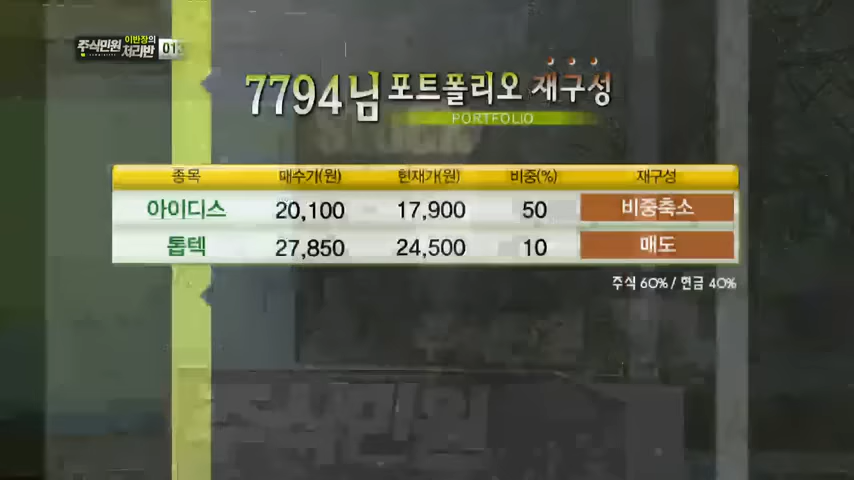 주식민원 이반장의 처리반 013
7794님 포트폴리오 재구성
PORTFOLIO
종목 매수가(원) 현재가(원) 비중(%) 재구성
아이디스 20,100 17,900 50 비중축소
톱텍 27,850 24,500 10 매도
주식 60% / 현금 40%
주식민원